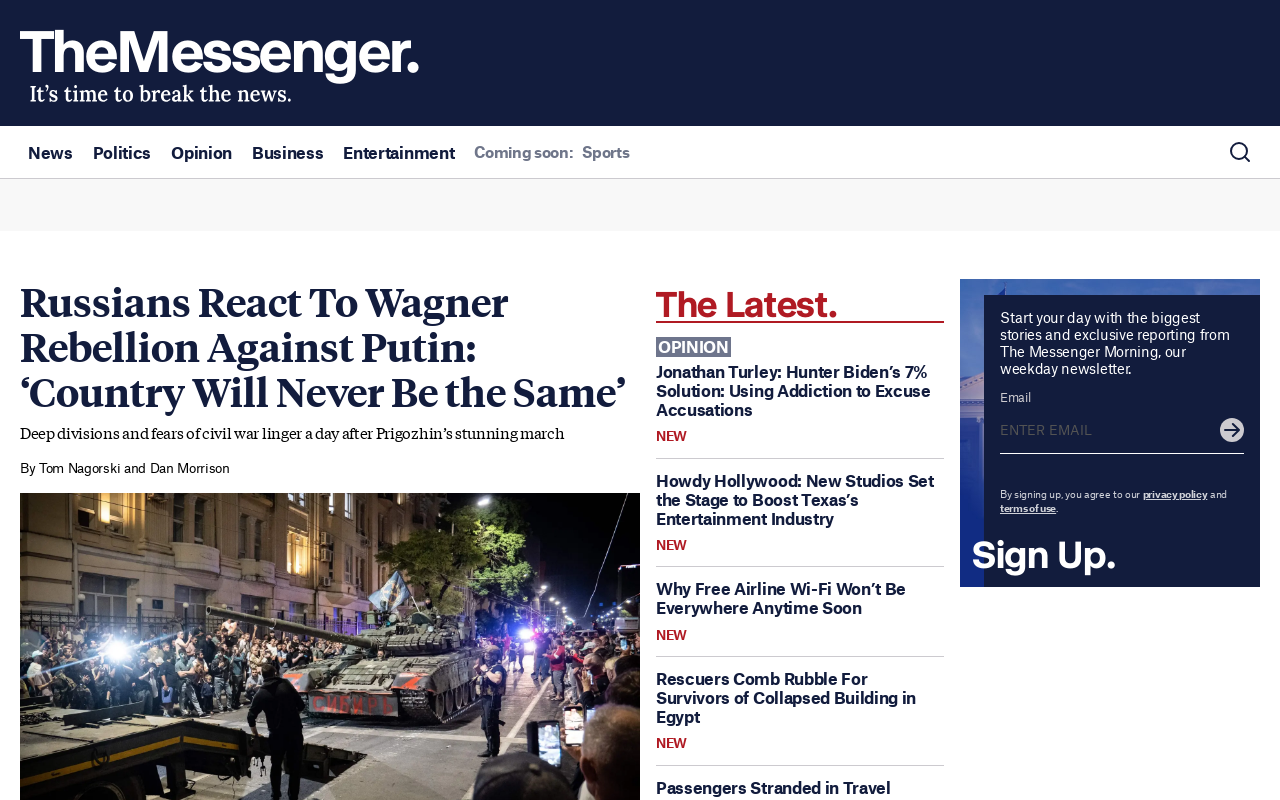 TheMessenger.
It's time to break the news.
News Politics Opinion Business Entertainment Coming soon: Sports
Russians React To Wagner
Rebellion Against Putin:
‘Country Will Never Be the Same’
Deep divisions and fears of civil war linger a day after Prigozhin’s stunning march
By Tom Nagorski and Dan Morrison
СИБИРЬ
The Latest.
OPINION
Jonathan Turley: Hunter Biden’s 7%
Solution: Using Addiction to Excuse
Accusations
NEW
Howdy Hollywood: New Studios Set
the Stage to Boost Texas’s
Entertainment Industry
NEW
Why Free Airline Wi-Fi Won’t Be
Everywhere Anytime Soon
NEW
Rescuers Comb Rubble For
Survivors of Collapsed Building in
Egypt
NEW
Passengers Stranded in Travel
Start your day with the biggest
stories and exclusive reporting from
The Messenger Morning, our
weekday newsletter.
Email
ENTER EMAIL
By signing up, you agree to our privacy policy and
terms of use.
Sign Up.